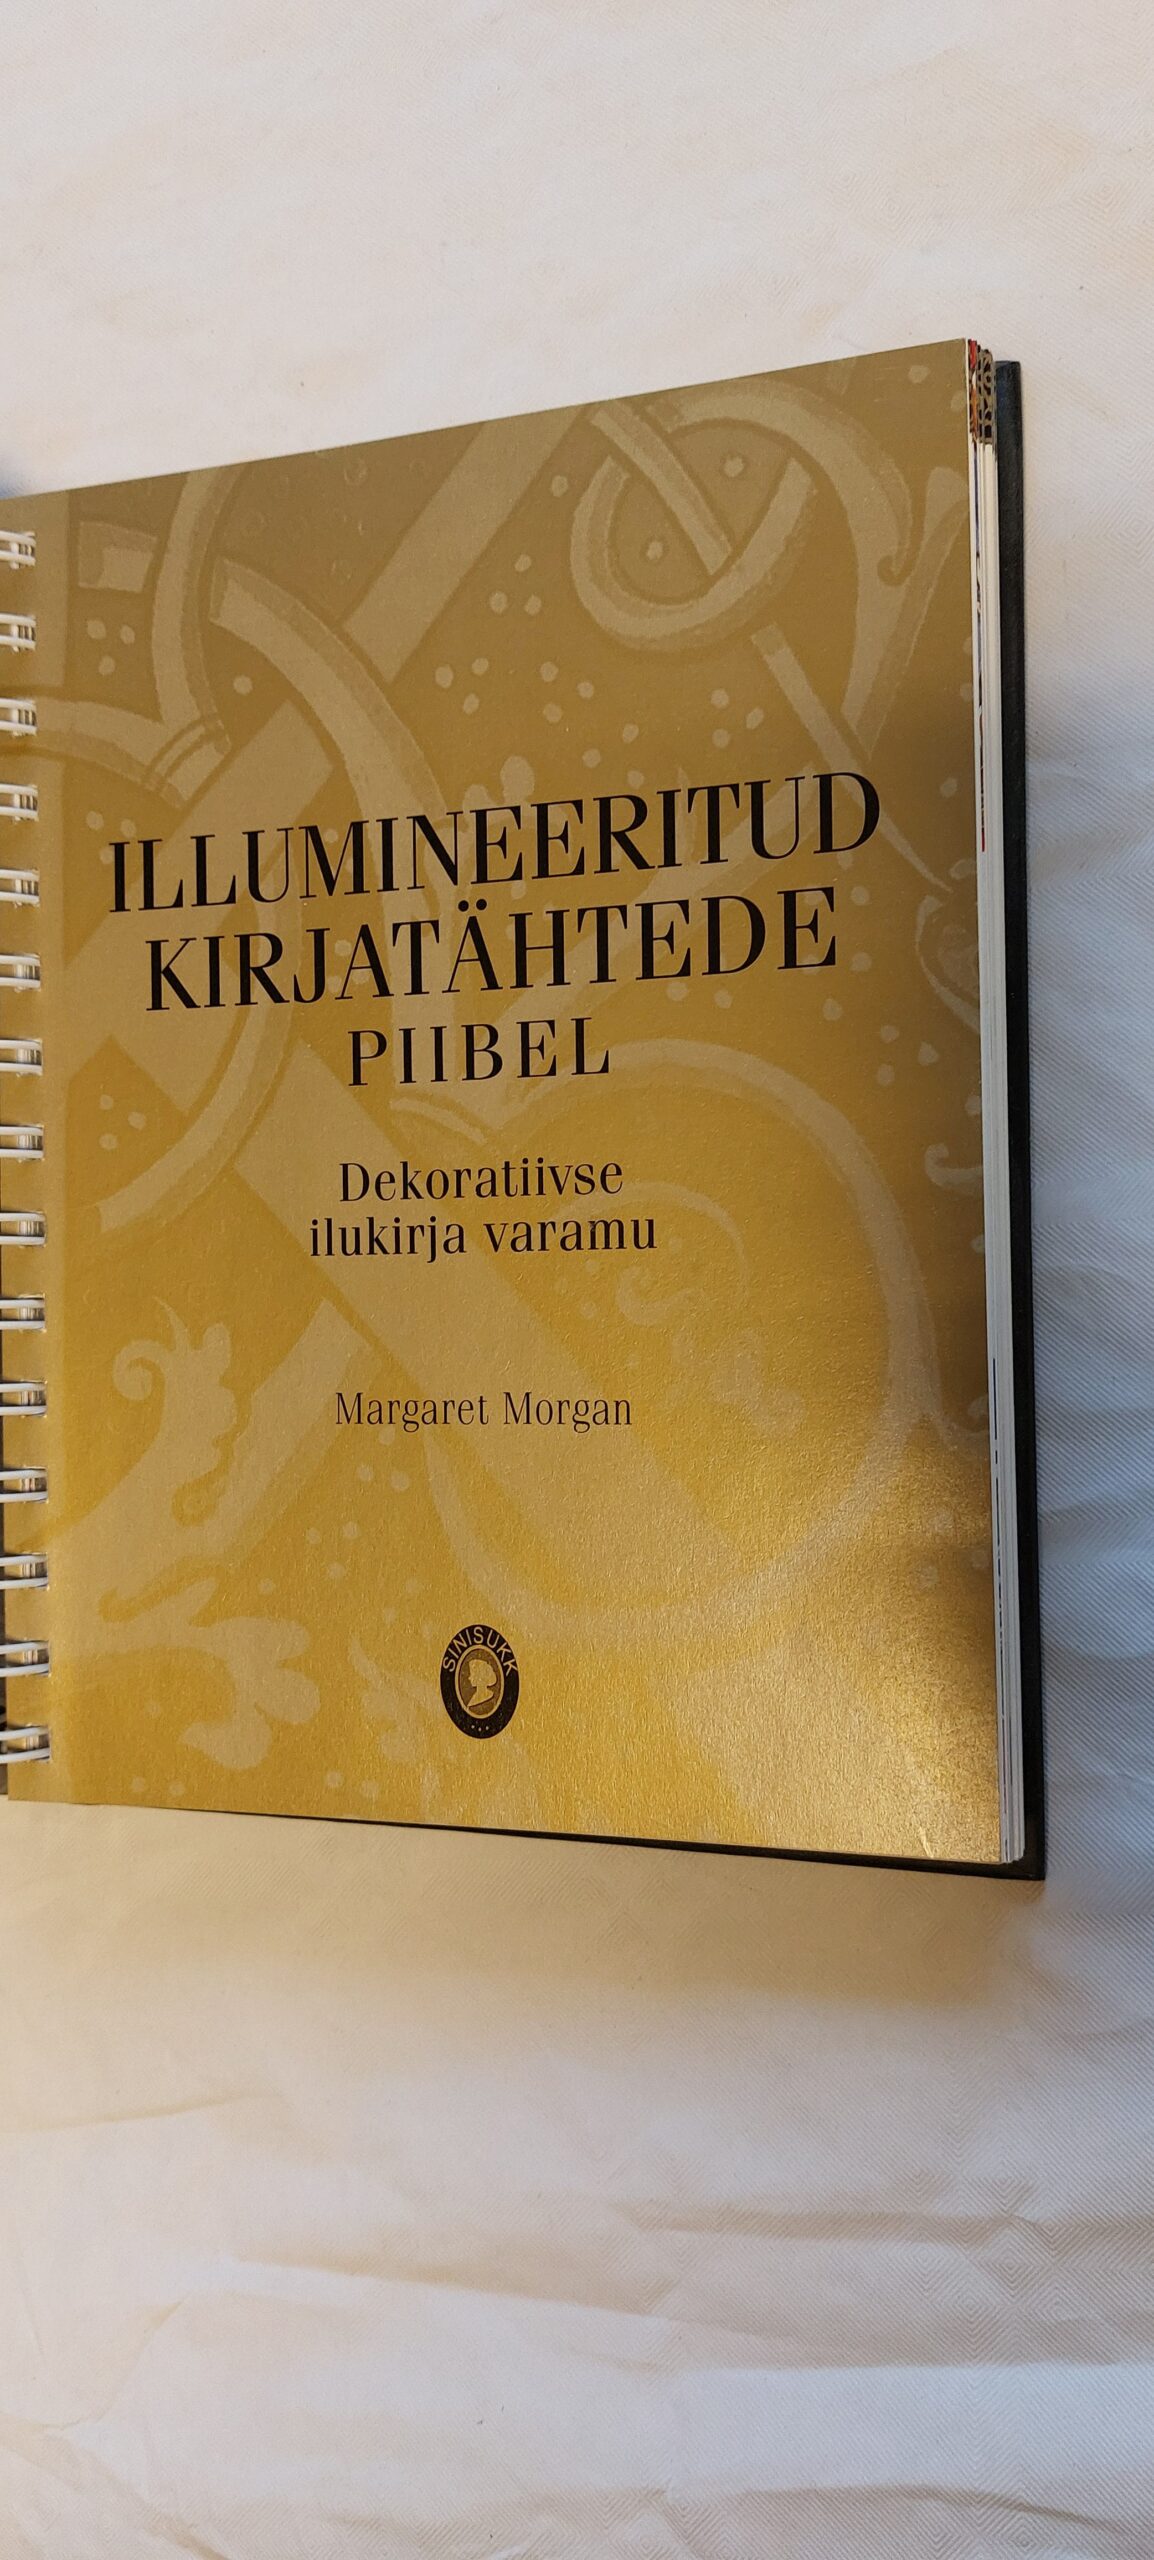 ILLUMINEERITUD
KIRJATÄHTEDE
PIIBEL
Dekoratiivse
ilukirja varamu
Margaret Morgan
SINISUKK